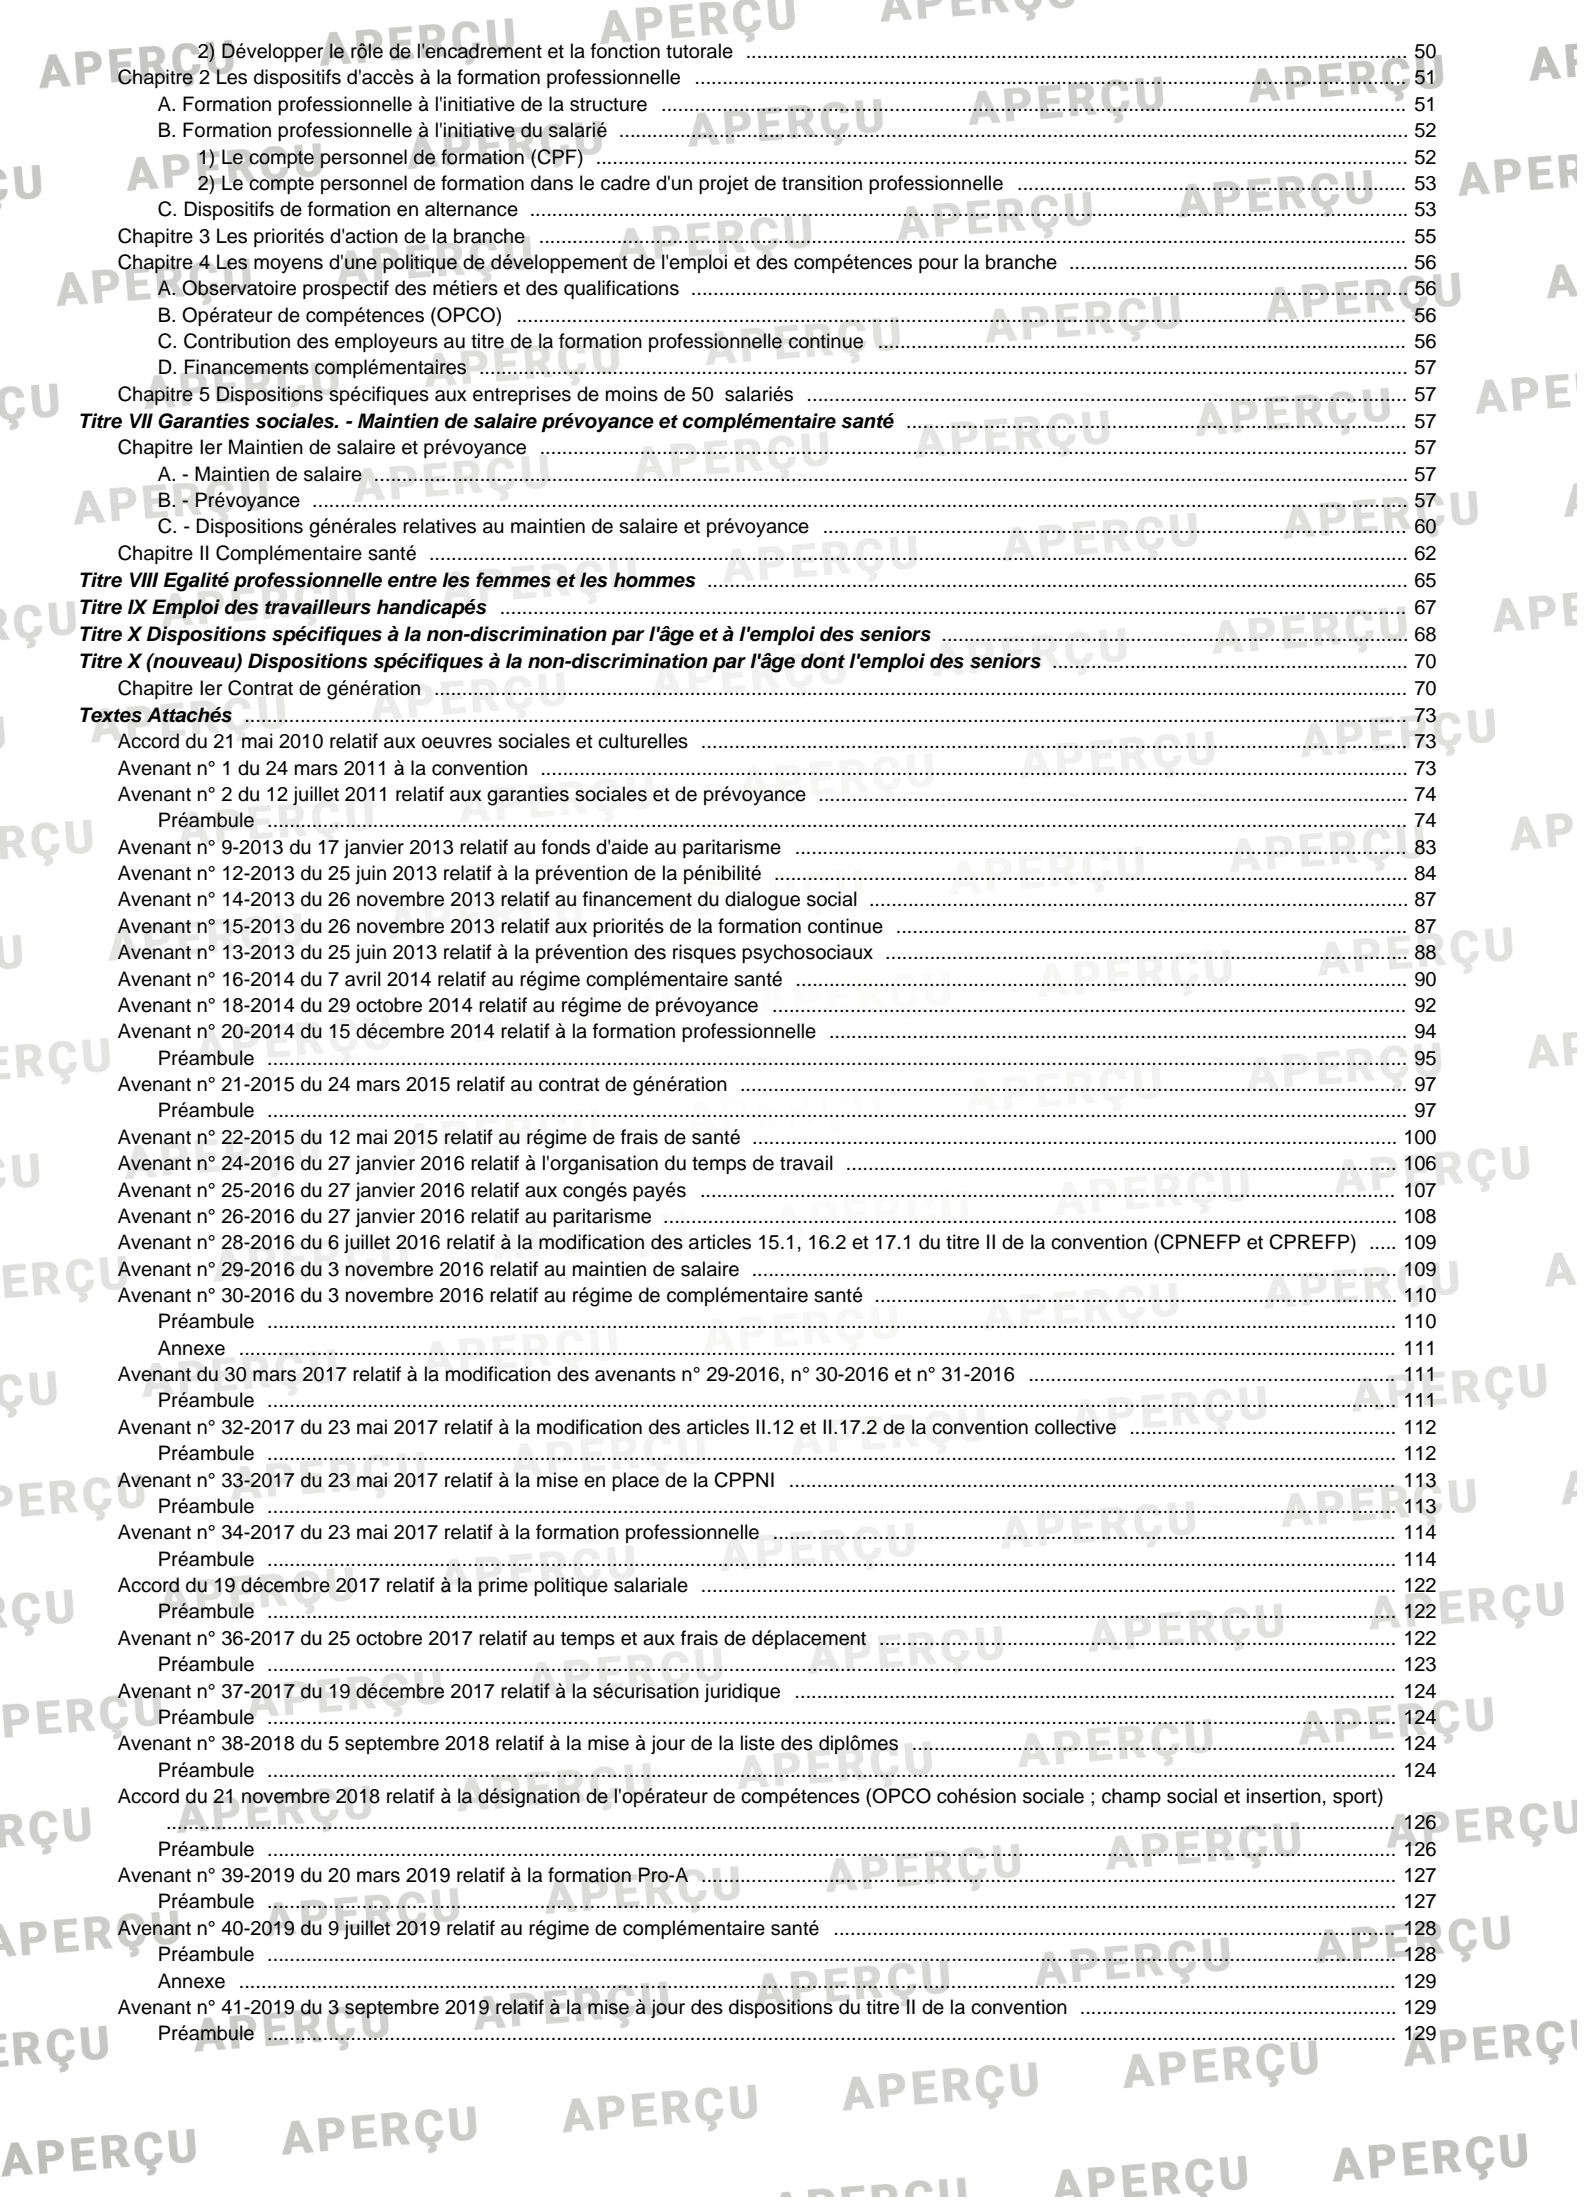 2) Développer le rôle de l'encadrement et la fonction tutorale ........ 50
Chapitre 2 Les dispositifs d'accès à la formation professionnelle ........ 51
A. Formation professionnelle à l'initiative de la structure ........ 51
B. Formation professionnelle à l'initiative du salarié ........ 52
1) Le compte personnel de formation (CPF) ........ 52
2) Le compte personnel de formation dans le cadre d'un projet de transition professionnelle ........ 53
C. Dispositifs de formation en alternance ........ 53
Chapitre 3 Les priorités d'action de la branche ........ 55
Chapitre 4 Les moyens d'une politique de développement de l'emploi et des compétences pour la branche ........ 56
A. Observatoire prospectif des métiers et des qualifications ........ 56
B. Opérateur de compétences (OPCO) ........ 56
C. Contribution des employeurs au titre de la formation professionnelle continue ........ 56
D. Financements complémentaires ........ 57
Chapitre 5 Dispositions spécifiques aux entreprises de moins de 50 salariés ........ 57
Titre VII Garanties sociales. - Maintien de salaire prévoyance et complémentaire santé ........ 57
Chapitre Ier Maintien de salaire et prévoyance ........ 57
A. - Maintien de salaire ........ 57
B. - Prévoyance ........ 57
C. - Dispositions générales relatives au maintien de salaire et prévoyance ........ 60
Chapitre II Complémentaire santé ........ 62
Titre VIII Egalité professionnelle entre les femmes et les hommes ........ 65
Titre IX Emploi des travailleurs handicapés ........ 67
Titre X Dispositions spécifiques à la non-discrimination par l'âge et à l'emploi des seniors ........ 68
Titre X (nouveau) Dispositions spécifiques à la non-discrimination par l'âge dont l'emploi des seniors ........ 70
Chapitre Ier Contrat de génération ........ 70
Textes Attachés ........ 73
Accord du 21 mai 2010 relatif aux oeuvres sociales et culturelles ........ 73
Avenant n° 1 du 24 mars 2011 à la convention ........ 73
Avenant n° 2 du 12 juillet 2011 relatif aux garanties sociales et de prévoyance ........ 74
Préambule ........ 74
Avenant n° 9-2013 du 17 janvier 2013 relatif au fonds d'aide au paritarisme ........ 83
Avenant n° 12-2013 du 25 juin 2013 relatif à la prévention de la pénibilité ........ 84
Avenant n° 14-2013 du 26 novembre 2013 relatif au financement du dialogue social ........ 87
Avenant n° 15-2013 du 26 novembre 2013 relatif aux priorités de la formation continue ........ 87
Avenant n° 13-2013 du 25 juin 2013 relatif à la prévention des risques psychosociaux ........ 88
Avenant n° 16-2014 du 7 avril 2014 relatif au régime complémentaire santé ........ 90
Avenant n° 18-2014 du 29 octobre 2014 relatif au régime de prévoyance ........ 92
Avenant n° 20-2014 du 15 décembre 2014 relatif à la formation professionnelle ........ 94
Préambule ........ 95
Avenant n° 21-2015 du 24 mars 2015 relatif au contrat de génération ........ 97
Préambule ........ 97
Avenant n° 22-2015 du 12 mai 2015 relatif au régime de frais de santé ........ 100
Avenant n° 24-2016 du 27 janvier 2016 relatif à l'organisation du temps de travail ........ 106
Avenant n° 25-2016 du 27 janvier 2016 relatif aux congés payés ........ 107
Avenant n° 26-2016 du 27 janvier 2016 relatif au paritarisme ........ 108
Avenant n° 28-2016 du 6 juillet 2016 relatif à la modification des articles 15.1, 16.2 et 17.1 du titre II de la convention (CPNEFP et CPREFP) ..... 109
Avenant n° 29-2016 du 3 novembre 2016 relatif au maintien de salaire ........ 109
Avenant n° 30-2016 du 3 novembre 2016 relatif au régime de complémentaire santé ........ 110
Préambule ........ 110
Annexe ........ 111
Avenant du 30 mars 2017 relatif à la modification des avenants n° 29-2016, n° 30-2016 et n° 31-2016 ........ 111
Préambule ........ 111
Avenant n° 32-2017 du 23 mai 2017 relatif à la modification des articles II.12 et II.17.2 de la convention collective ........ 112
Préambule ........ 112
Avenant n° 33-2017 du 23 mai 2017 relatif à la mise en place de la CPPNI ........ 113
Préambule ........ 113
Avenant n° 34-2017 du 23 mai 2017 relatif à la formation professionnelle ........ 114
Préambule ........ 114
Accord du 19 décembre 2017 relatif à la prime politique salariale ........ 122
Préambule ........ 122
Avenant n° 36-2017 du 25 octobre 2017 relatif au temps et aux frais de déplacement ........ 122
Préambule ........ 123
Avenant n° 37-2017 du 19 décembre 2017 relatif à la sécurisation juridique ........ 124
Préambule ........ 124
Avenant n° 38-2018 du 5 septembre 2018 relatif à la mise à jour de la liste des diplômes ........ 124
Préambule ........ 124
Accord du 21 novembre 2018 relatif à la désignation de l'opérateur de compétences (OPCO cohésion sociale ; champ social et insertion, sport)
........ 126
Préambule ........ 126
Avenant n° 39-2019 du 20 mars 2019 relatif à la formation Pro-A ........ 127
Préambule ........ 127
Avenant n° 40-2019 du 9 juillet 2019 relatif au régime de complémentaire santé ........ 128
Préambule ........ 128
Annexe ........ 129
Avenant n° 41-2019 du 3 septembre 2019 relatif à la mise à jour des dispositions du titre II de la convention ........ 129
Préambule ........ 129
APERÇU